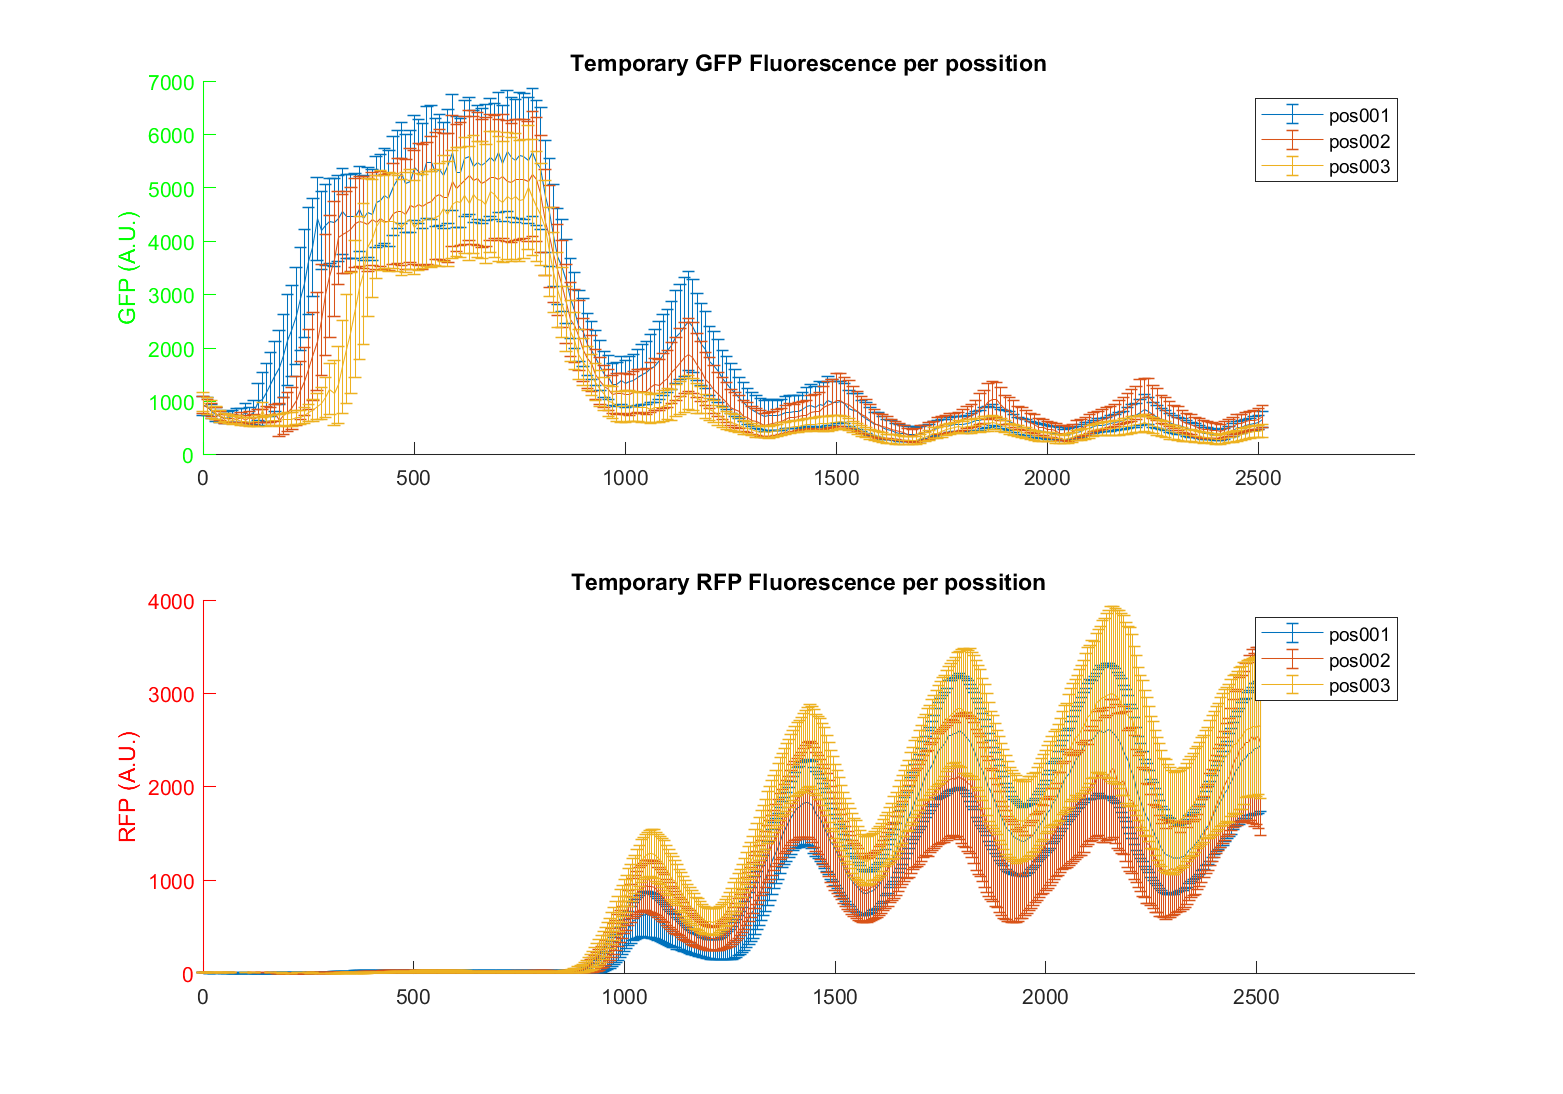 Temporary GFP Fluorescence per possition
7000
6000
5000
4000
3000
2000
1000
0
GFP (A.U.)
0 500 1000 1500 2000 2500
pos001
pos002
pos003
Temporary RFP Fluorescence per possition
4000
3000
2000
1000
0
RFP (A.U.)
0 500 1000 1500 2000 2500
pos001
pos002
pos003